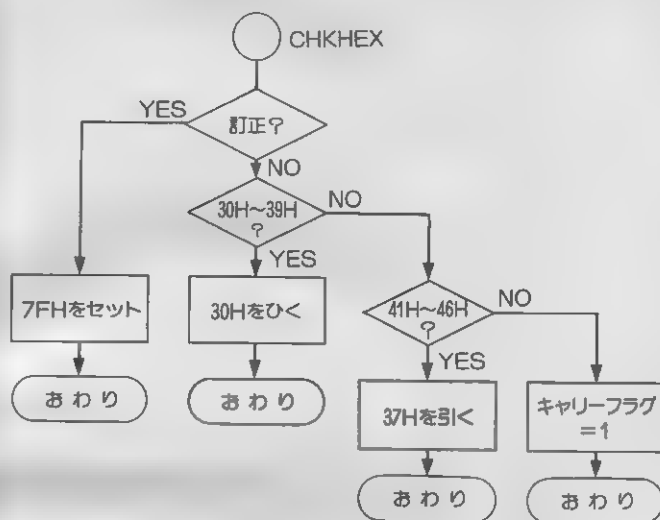 CHKHEX
YES
訂正?
NO
30H〜39H
?
NO
YES
7FHをセット
30Hをひく
41H〜46H
?
NO
YES
おわり
おわり
37Hを引く
キャリーフラグ
=1
おわり
おわり